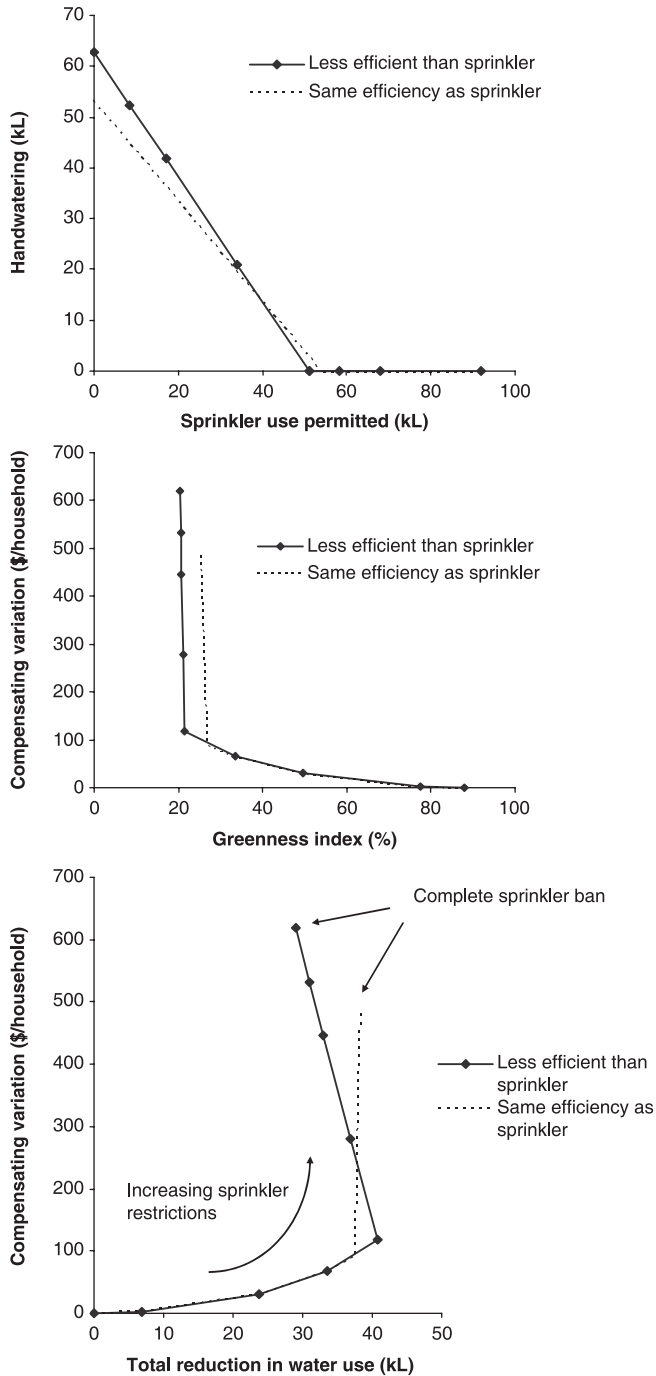 70
60
50
40
30
20
10
0
Handwatering (kL)
Less efficient than sprinkler
Same efficiency as sprinkler
0 20 40 60 80 100
Sprinkler use permitted (kL)
700
600
500
400
300
200
100
0
Compensating variation ($/household)
Less efficient than sprinkler
Same efficiency as sprinkler
0 20 40 60 80 100
Greenness index (%)
700
600
500
400
300
200
100
0
Compensating variation ($/household)
Complete sprinkler ban
Less efficient than
sprinkler
Same efficiency as
sprinkler
Increasing sprinkler
restrictions
0 10 20 30 40 50
Total reduction in water use (kL)